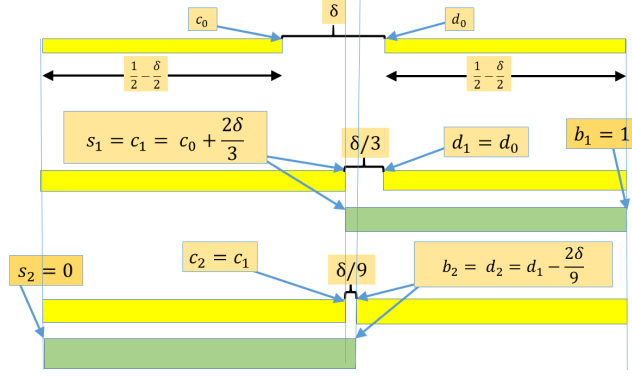 δ
c₀
d₀
1/2 − δ/2
1/2 − δ/2
s₁ = c₁ = c₀ + 2δ/3
δ/3
d₁ = d₀
b₁ = 1
s₂ = 0
c₂ = c₁
δ/9
b₂ = d₂ = d₁ − 2δ/9